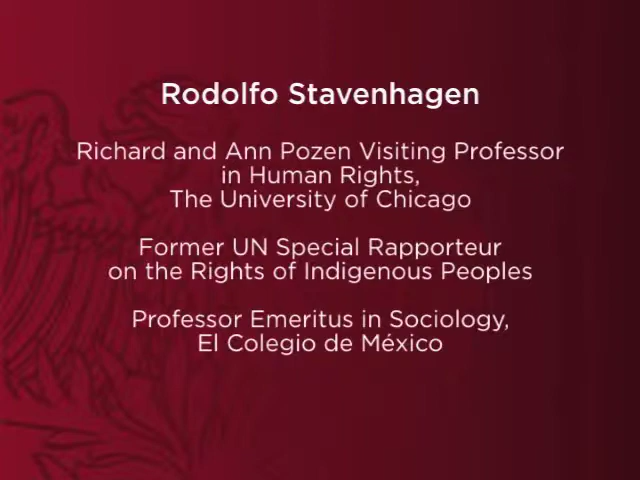 Rodolfo Stavenhagen
Richard and Ann Pozen Visiting Professor
in Human Rights,
The University of Chicago
Former UN Special Rapporteur
on the Rights of Indigenous Peoples
Professor Emeritus in Sociology,
El Colegio de México